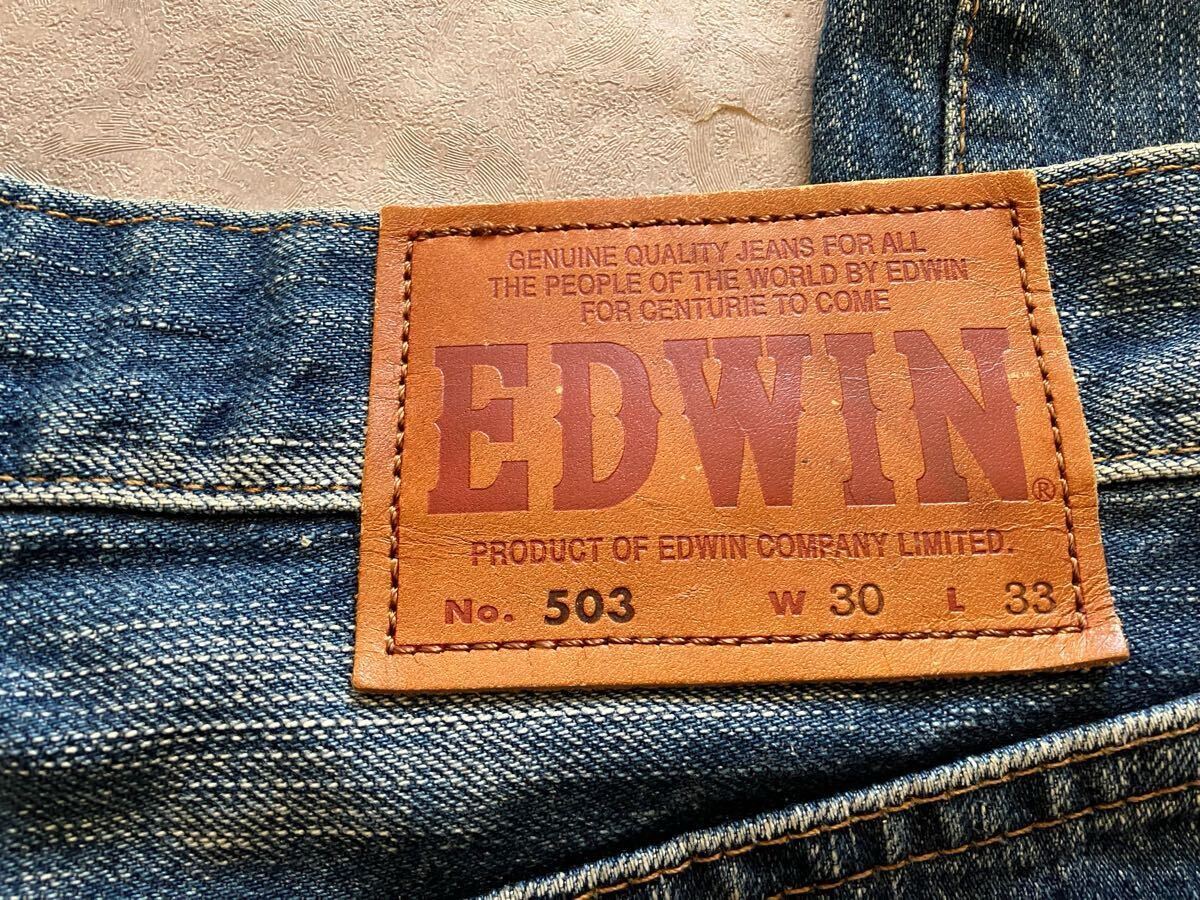 GENUINE QUALITY JEANS FOR ALL
THE PEOPLE OF THE WORLD BY EDWIN
FOR CENTURIE TO COME
EDWIN®
PRODUCT OF EDWIN COMPANY LIMITED.
No. 503 W 30 L 33